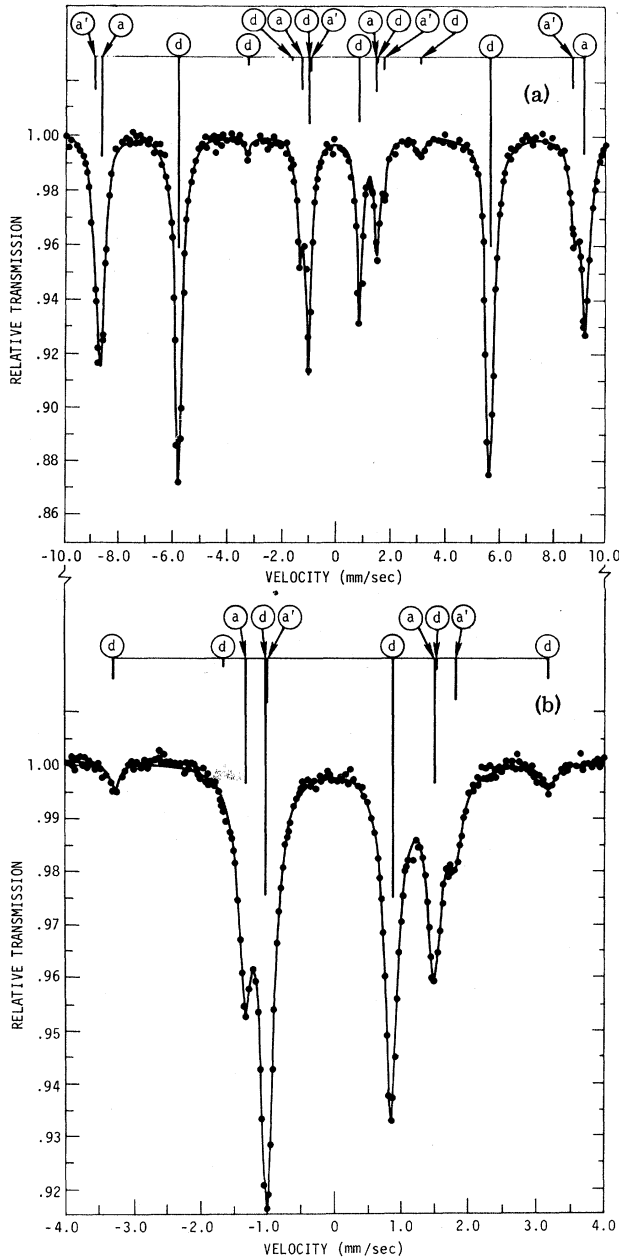 a' a d d d a d a' d a d a' d d a' a
(a)
1.00
.98
.96
.94
.92
.90
.88
.86
RELATIVE TRANSMISSION
-10.0 -8.0 -6.0 -4.0 -2.0 0 2.0 4.0 6.0 8.0 10.0
VELOCITY (mm/sec)
d d a d a' d a d a' d
(b)
1.00
.99
.98
.97
.96
.95
.94
.93
.92
RELATIVE TRANSMISSION
-4.0 -3.0 -2.0 -1.0 0 1.0 2.0 3.0 4.0
VELOCITY (mm/sec)